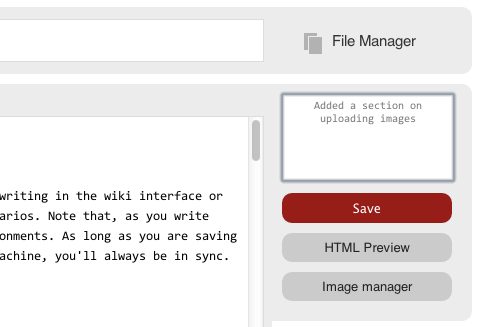 File Manager
Added a section on
uploading images
writing in the wiki interface or
arios. Note that, as you write
onments. As long as you are saving
achine, you'll always be in sync.
Save
HTML Preview
Image manager